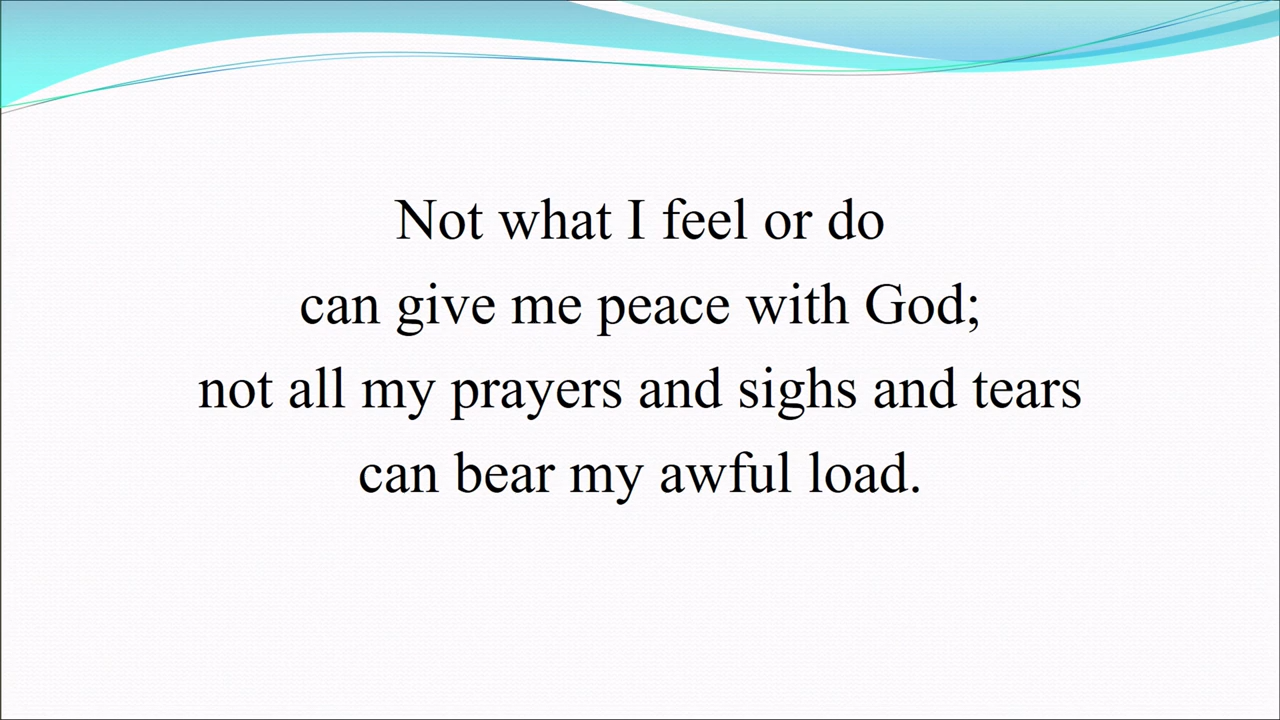 Not what I feel or do
can give me peace with God;
not all my prayers and sighs and tears
can bear my awful load.